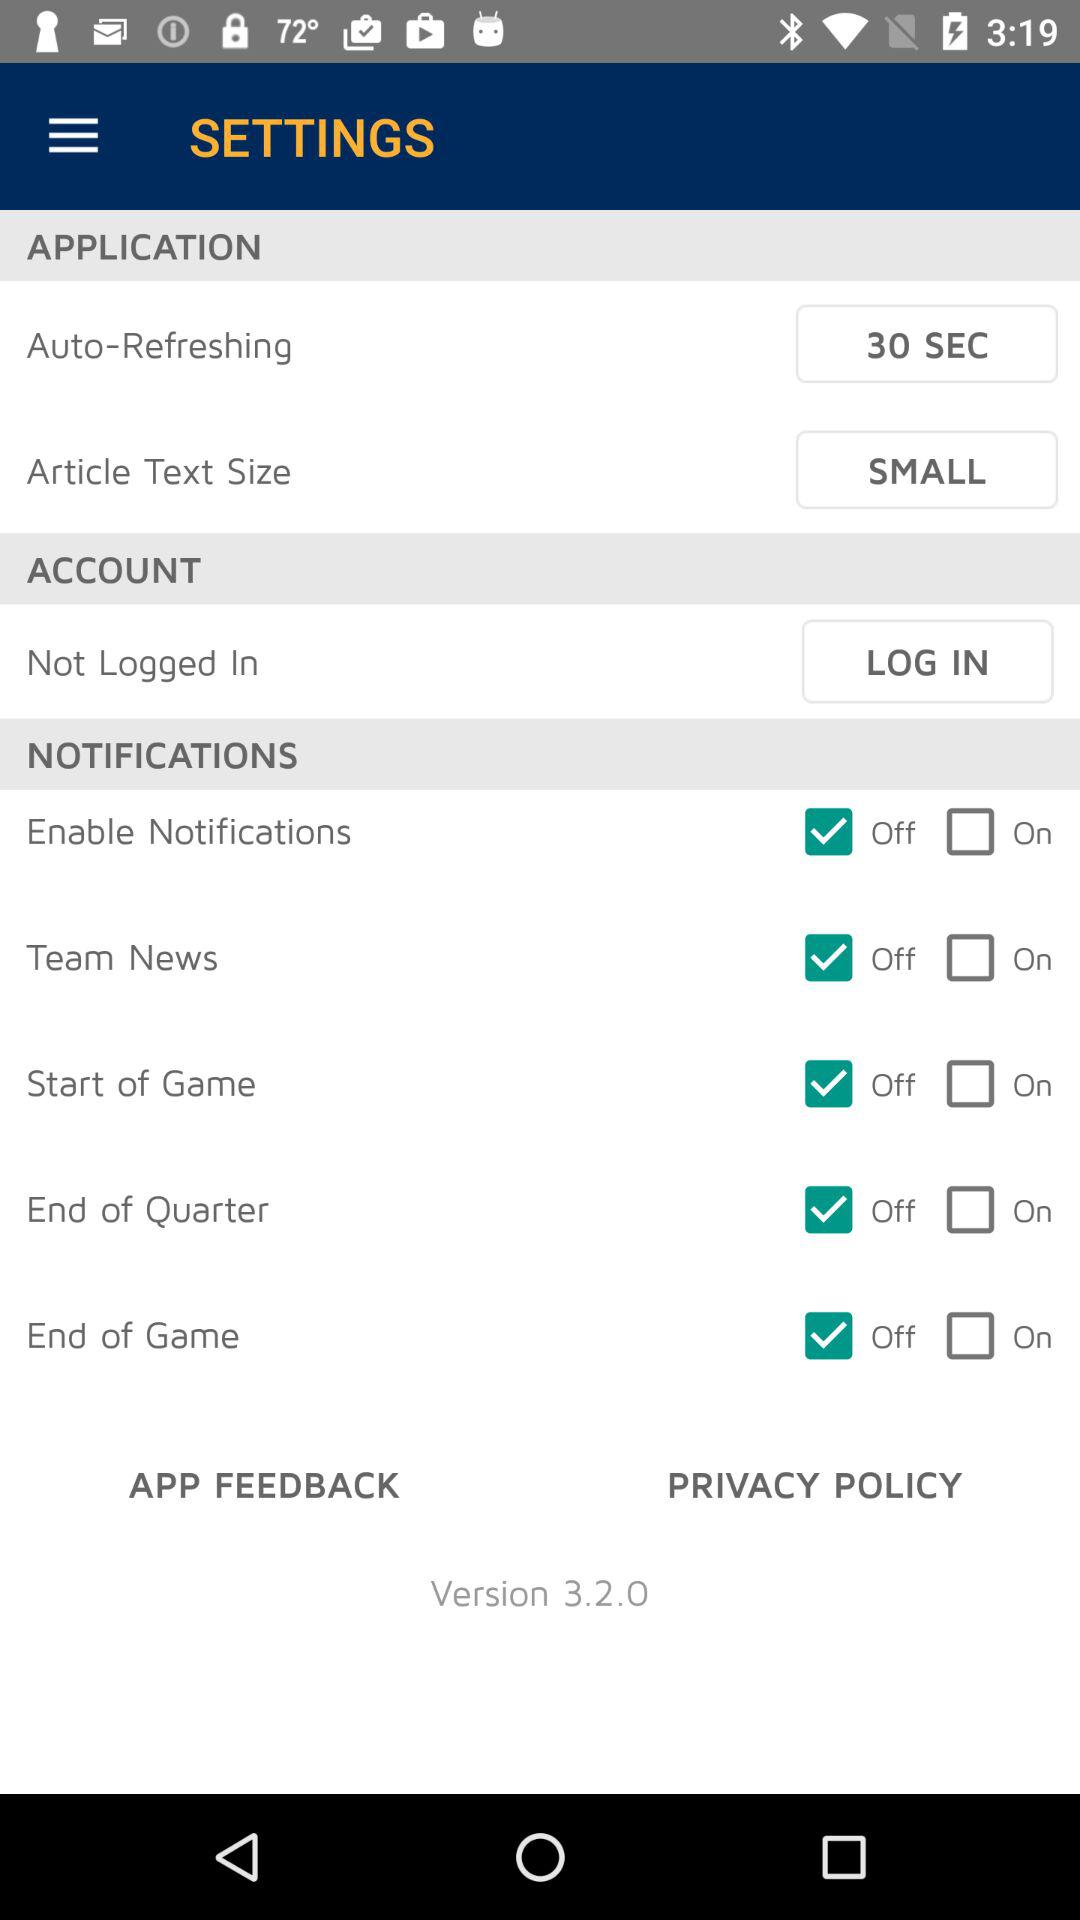 72° 3:19
SETTINGS
APPLICATION
Auto-Refreshing 30 SEC
Article Text Size SMALL
ACCOUNT
Not Logged In LOG IN
NOTIFICATIONS
Enable Notifications Off On
Team News Off On
Start of Game Off On
End of Quarter Off On
End of Game Off On
APP FEEDBACK PRIVACY POLICY
Version 3.2.0